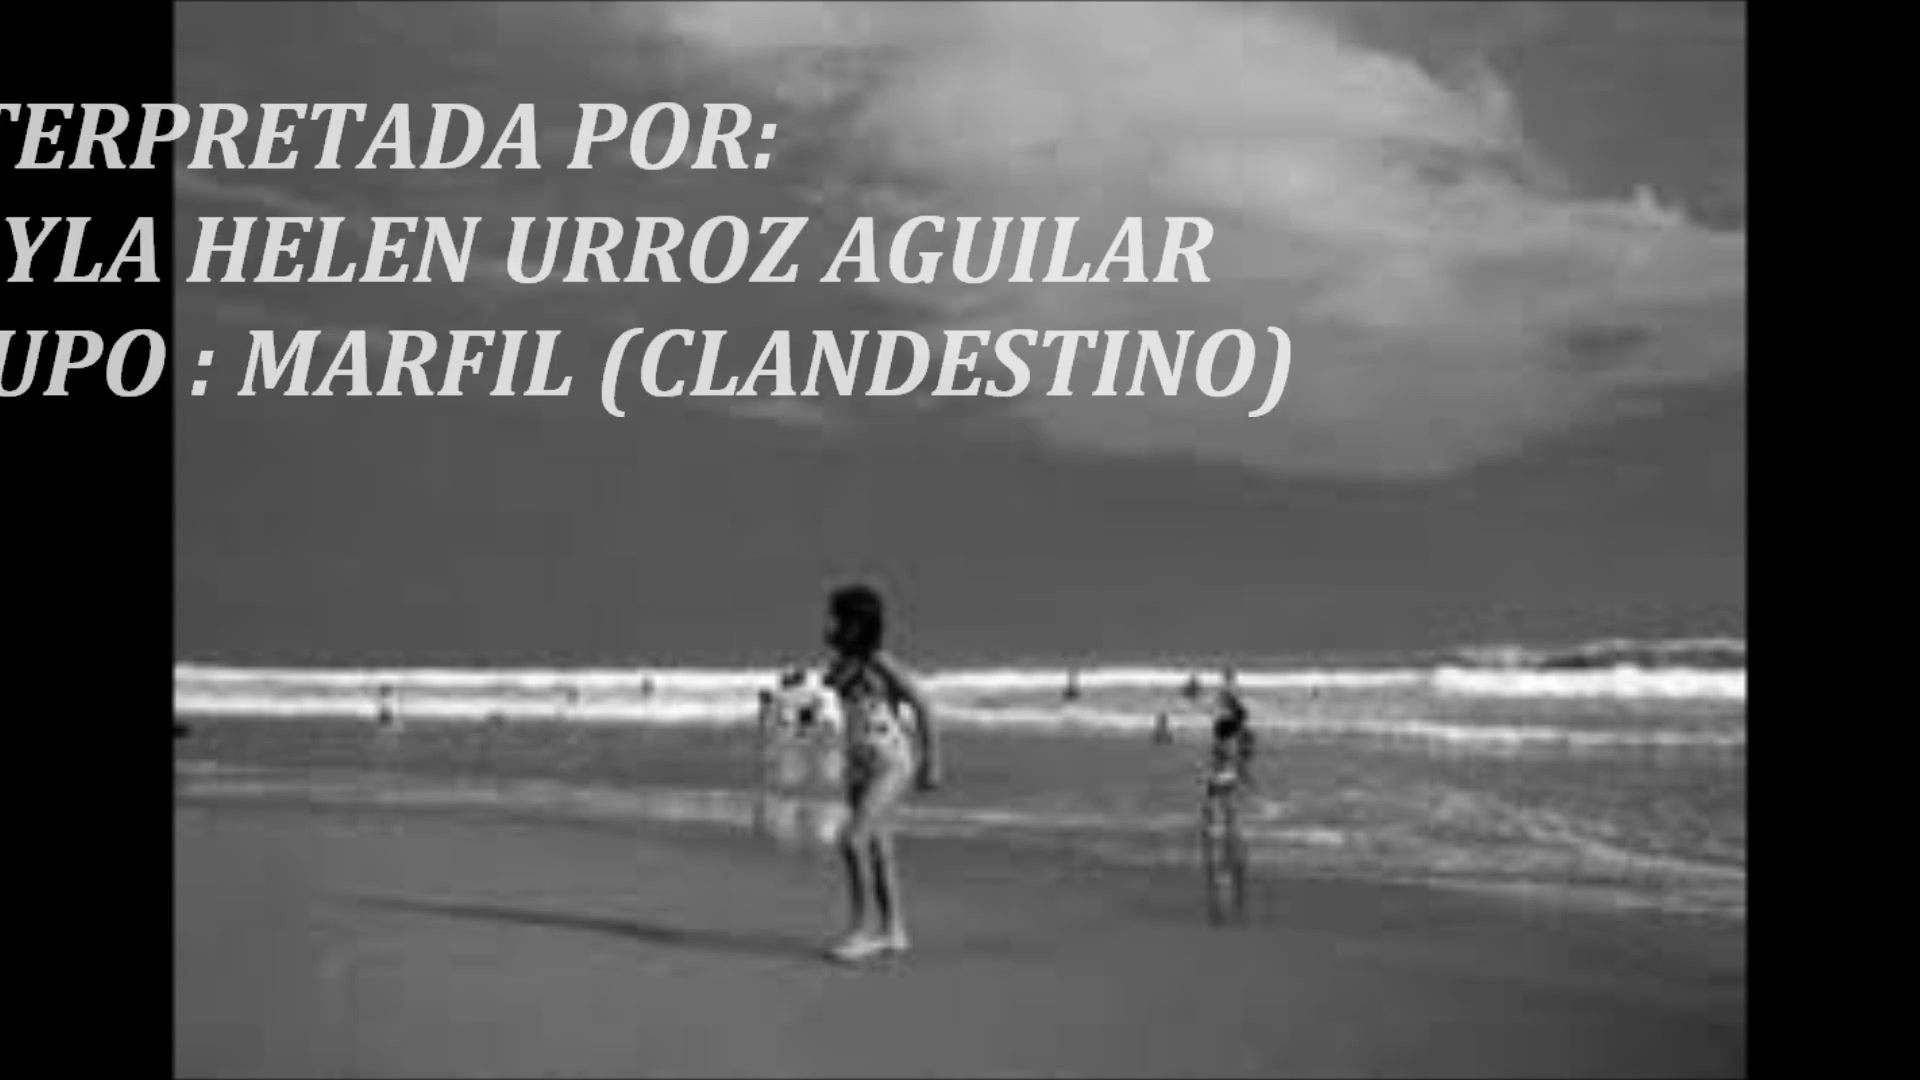 TERPRETADA POR:
YLA HELEN URROZ AGUILAR
UPO : MARFIL (CLANDESTINO)